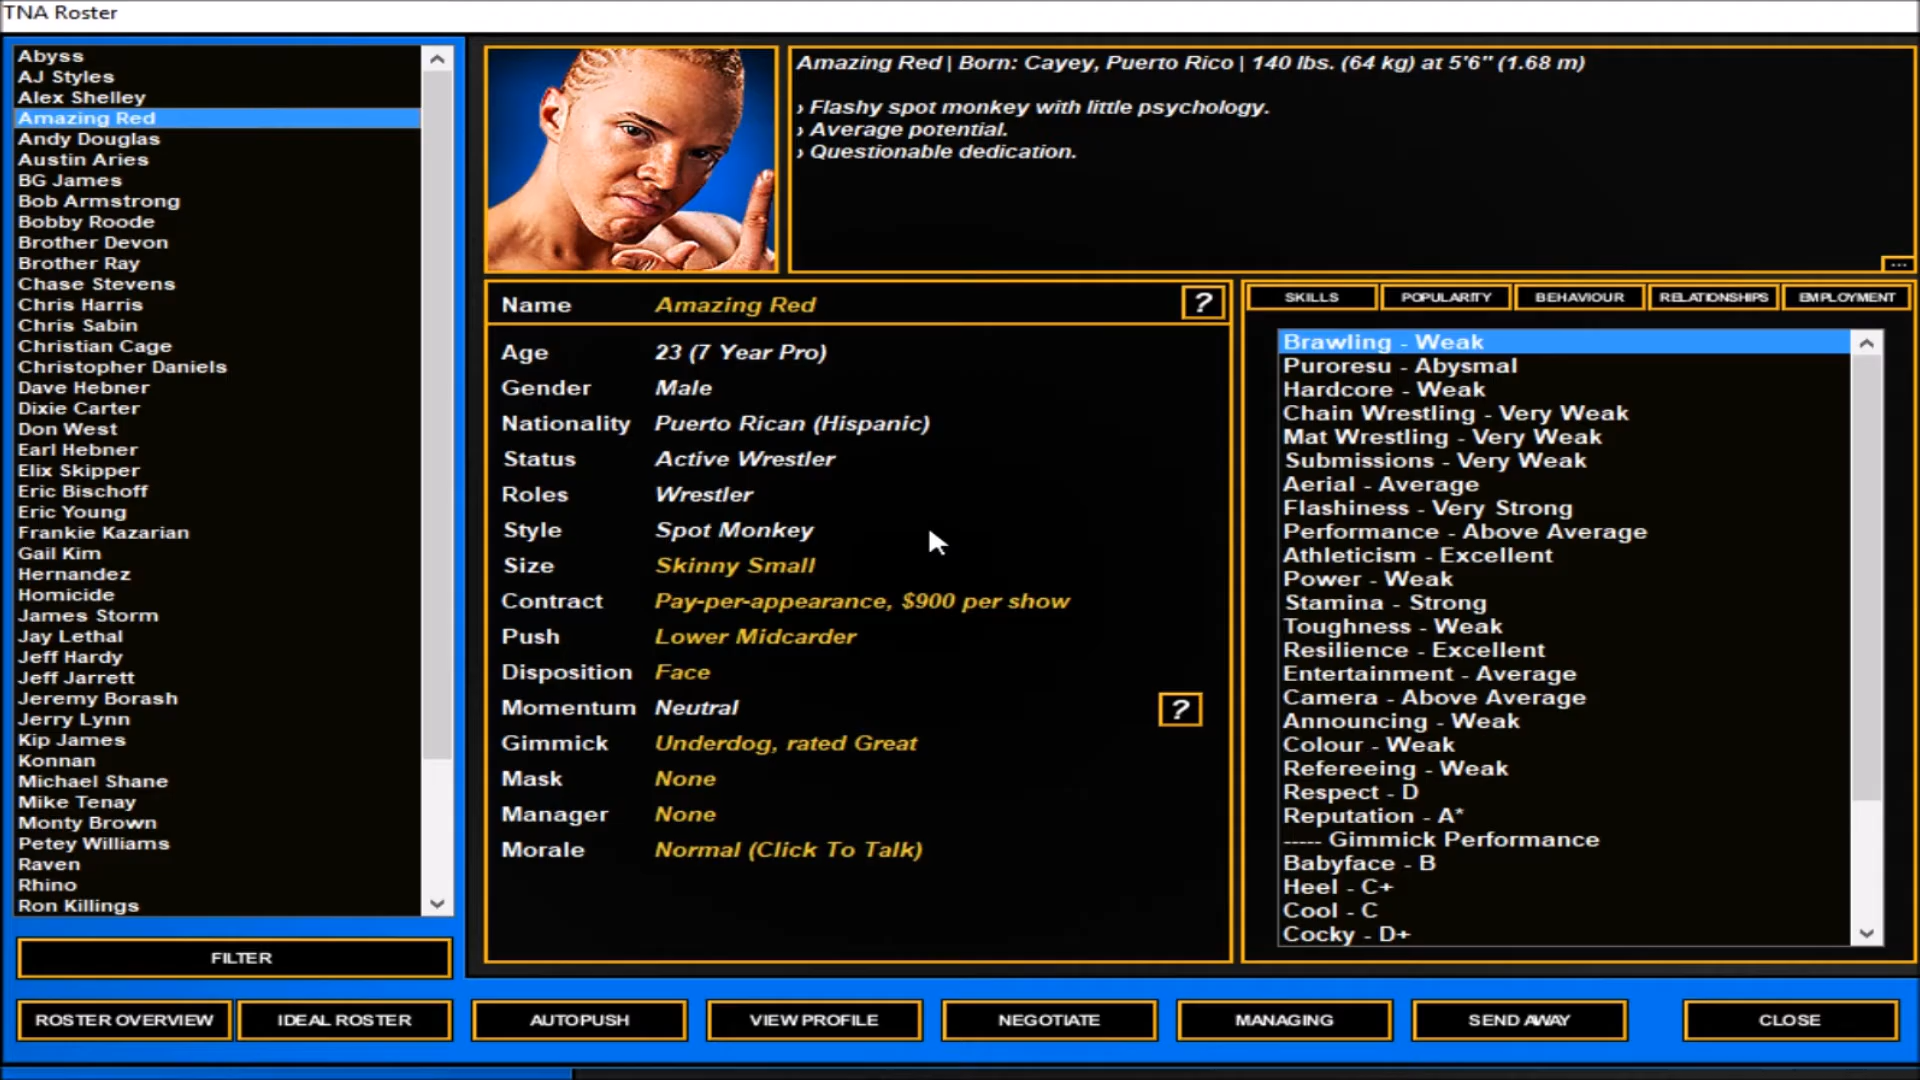 TNA Roster
Abyss
AJ Styles
Alex Shelley
Amazing Red
Andy Douglas
Austin Aries
BG James
Bob Armstrong
Bobby Roode
Brother Devon
Brother Ray
Chase Stevens
Chris Harris
Chris Sabin
Christian Cage
Christopher Daniels
Dave Hebner
Dixie Carter
Don West
Earl Hebner
Elix Skipper
Eric Bischoff
Eric Young
Frankie Kazarian
Gail Kim
Hernandez
Homicide
James Storm
Jay Lethal
Jeff Hardy
Jeff Jarrett
Jeremy Borash
Jerry Lynn
Kip James
Konnan
Michael Shane
Mike Tenay
Monty Brown
Petey Williams
Raven
Rhino
Ron Killings
FILTER
Amazing Red | Born: Cayey, Puerto Rico | 140 lbs. (64 kg) at 5'6" (1.68 m)
› Flashy spot monkey with little psychology.
› Average potential.
› Questionable dedication.
...
Name Amazing Red ?
Age 23 (7 Year Pro)
Gender Male
Nationality Puerto Rican (Hispanic)
Status Active Wrestler
Roles Wrestler
Style Spot Monkey
Size Skinny Small
Contract Pay-per-appearance, $900 per show
Push Lower Midcarder
Disposition Face
Momentum Neutral ?
Gimmick Underdog, rated Great
Mask None
Manager None
Morale Normal (Click To Talk)
SKILLS POPULARITY BEHAVIOUR RELATIONSHIPS EMPLOYMENT
Brawling - Weak
Puroresu - Abysmal
Hardcore - Weak
Chain Wrestling - Very Weak
Mat Wrestling - Very Weak
Submissions - Very Weak
Aerial - Average
Flashiness - Very Strong
Performance - Above Average
Athleticism - Excellent
Power - Weak
Stamina - Strong
Toughness - Weak
Resilience - Excellent
Entertainment - Average
Camera - Above Average
Announcing - Weak
Colour - Weak
Refereeing - Weak
Respect - D
Reputation - A*
----- Gimmick Performance
Babyface - B
Heel - C+
Cool - C
Cocky - D+
ROSTER OVERVIEW IDEAL ROSTER AUTOPUSH VIEW PROFILE NEGOTIATE MANAGING SEND AWAY CLOSE